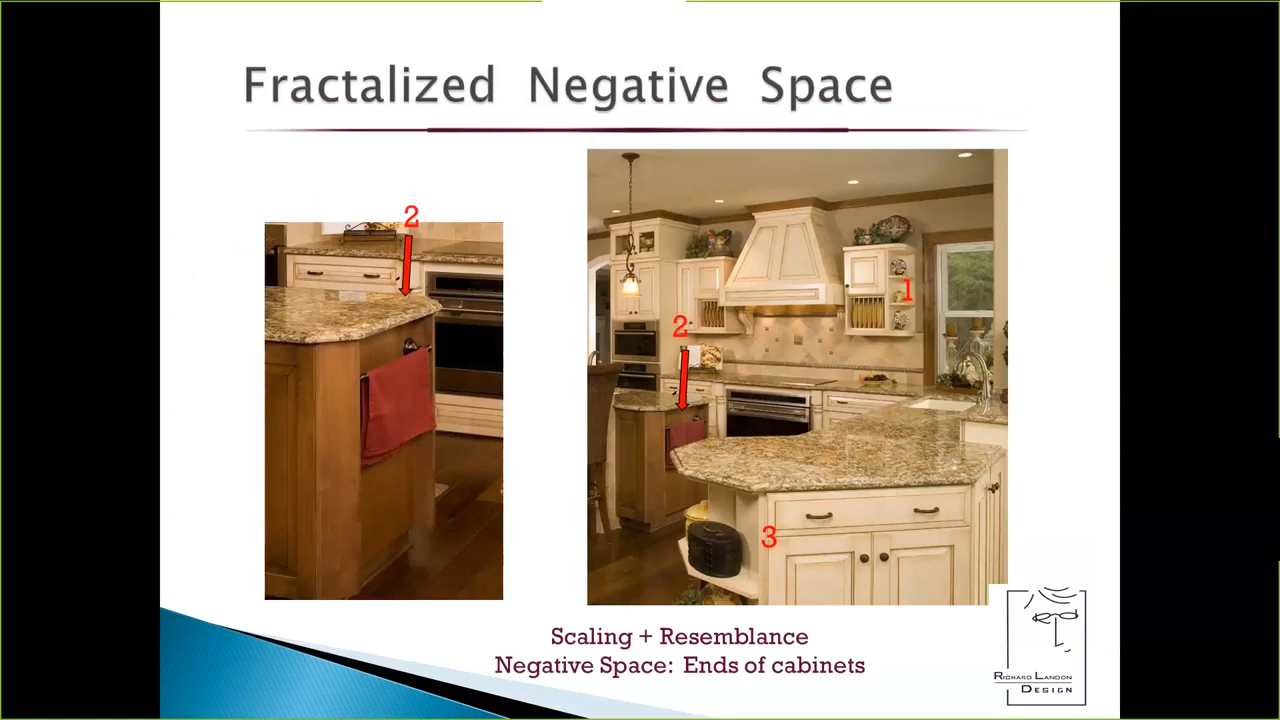 Fractalized Negative Space
2
2
1
3
Scaling + Resemblance
Negative Space: Ends of cabinets
RICHARD LANDON
DESIGN